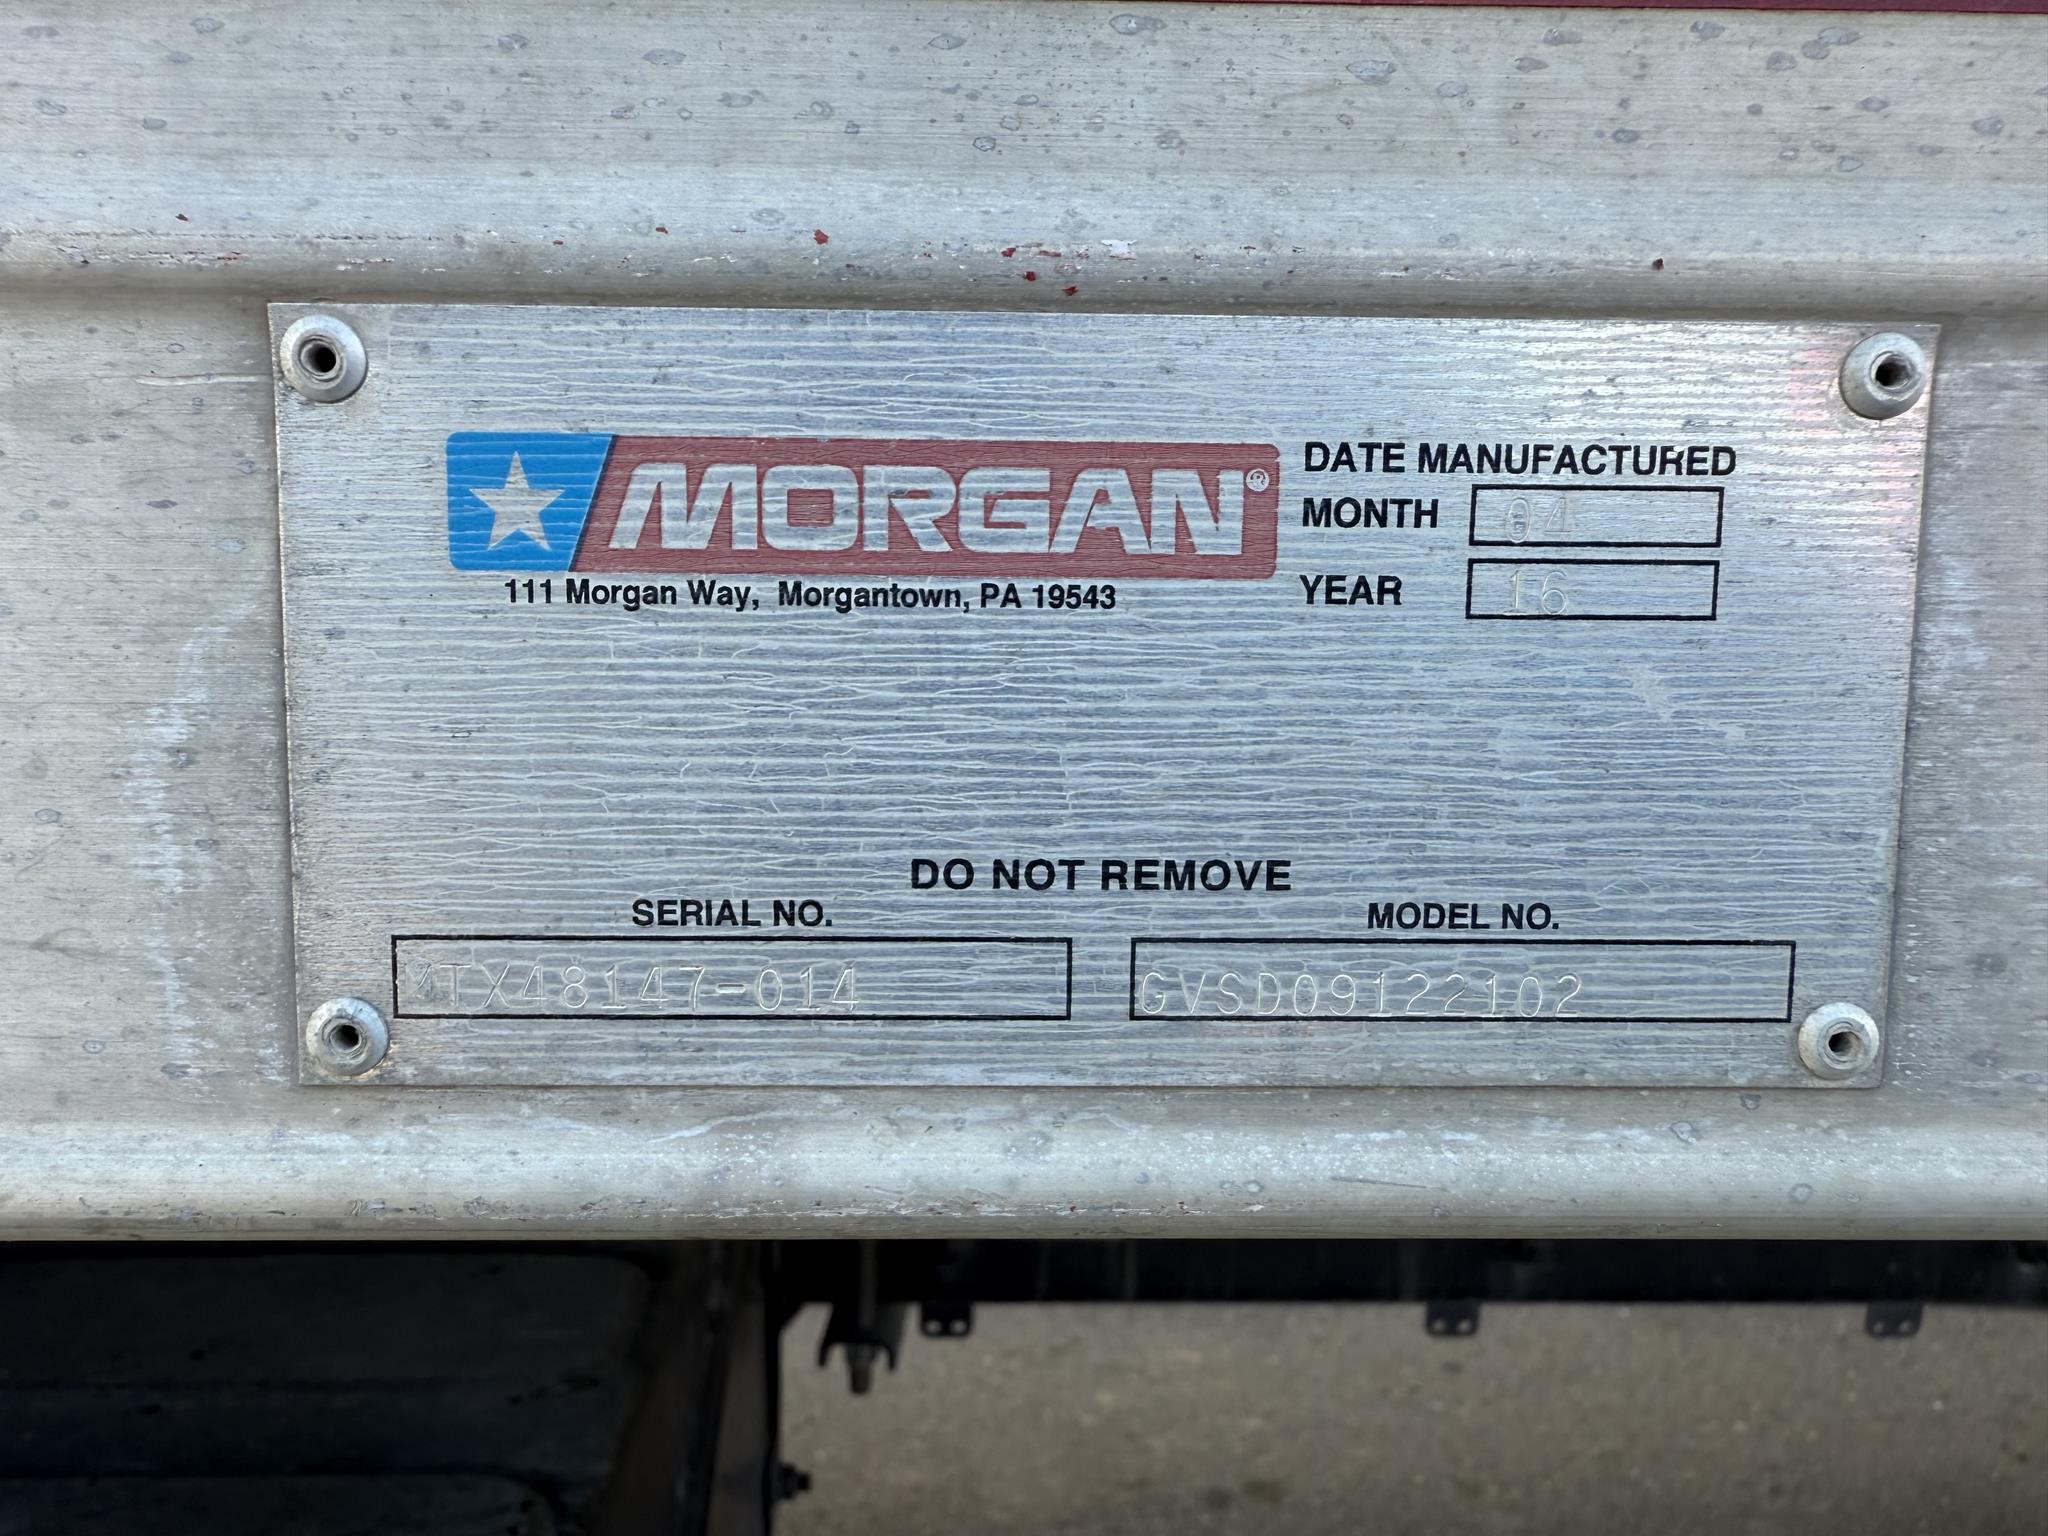 MORGAN®
111 Morgan Way, Morgantown, PA 19543
DATE MANUFACTURED
MONTH 04
YEAR 16
DO NOT REMOVE
SERIAL NO.
MTX48147-014
MODEL NO.
GVSD09122102